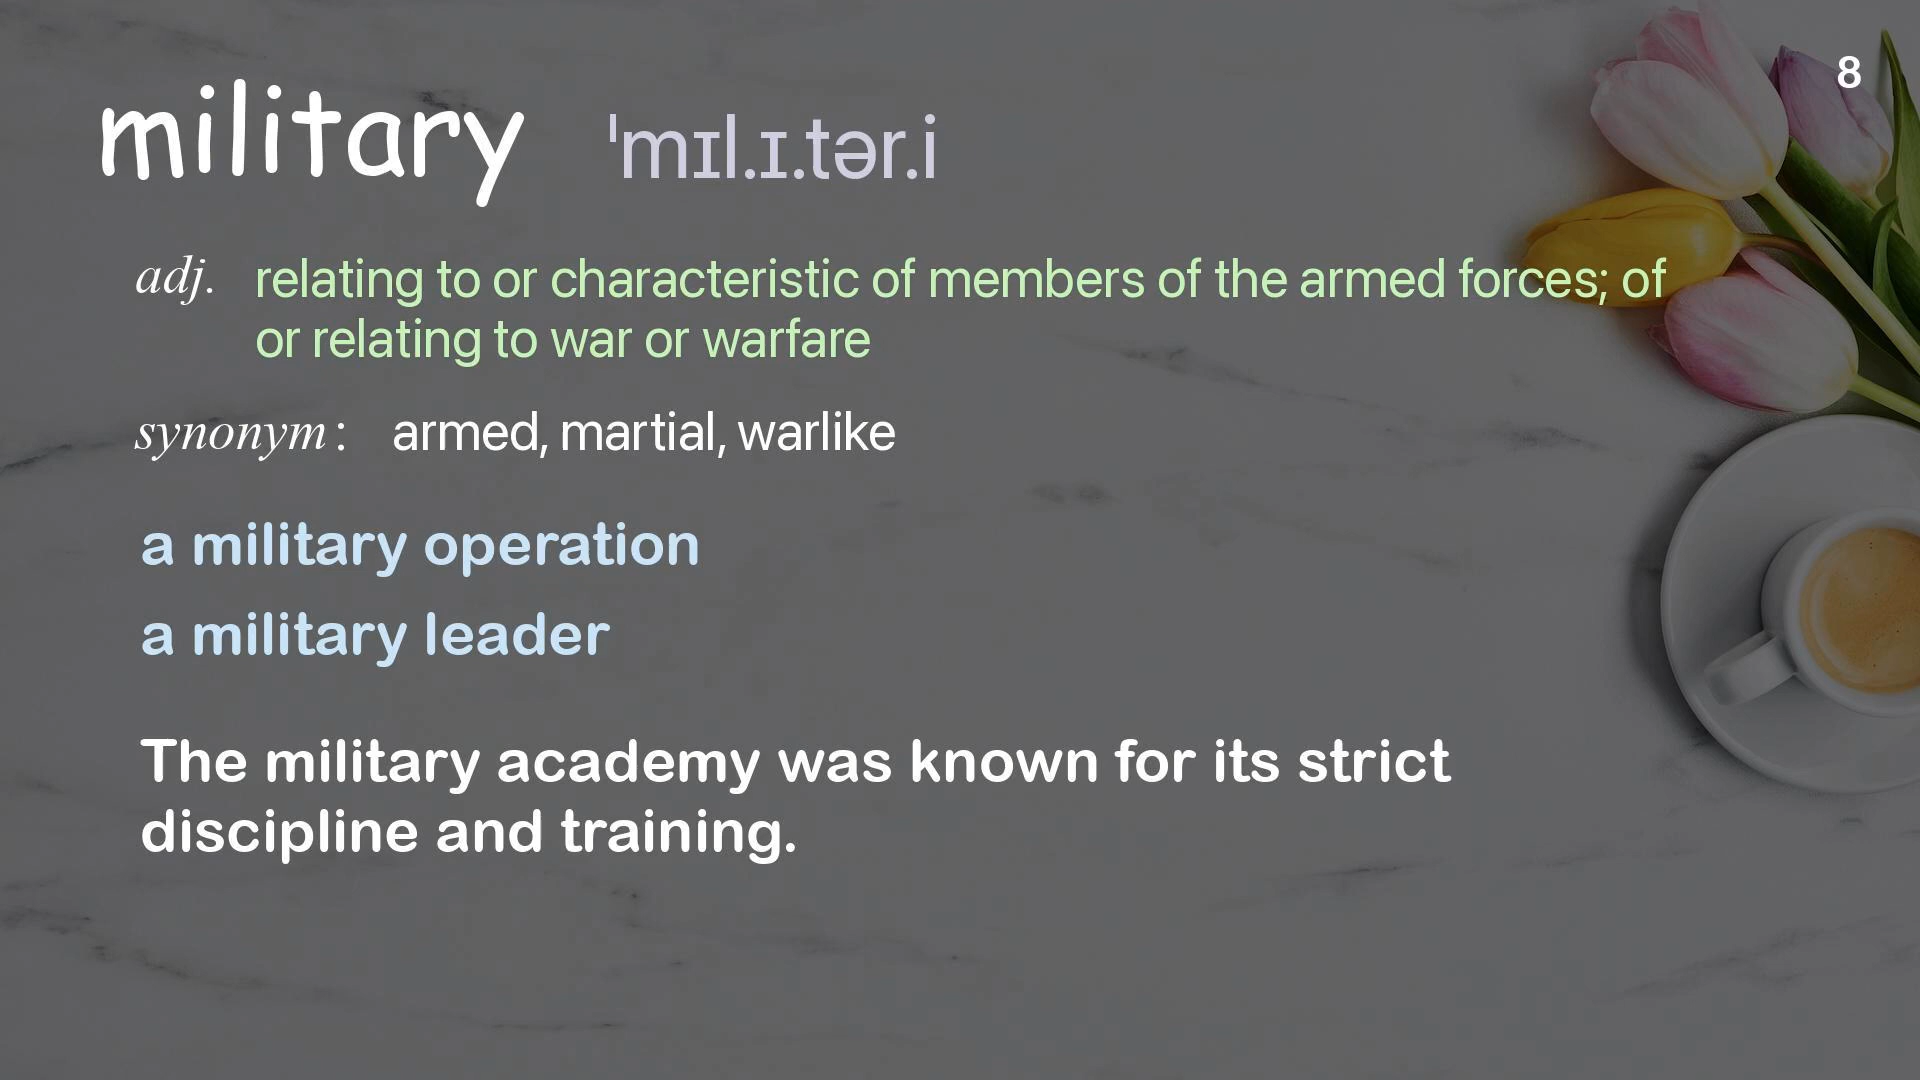 8
military ˈmɪl.ɪ.tər.i
adj. relating to or characteristic of members of the armed forces; of
or relating to war or warfare
synonym : armed, martial, warlike
a military operation
a military leader
The military academy was known for its strict
discipline and training.